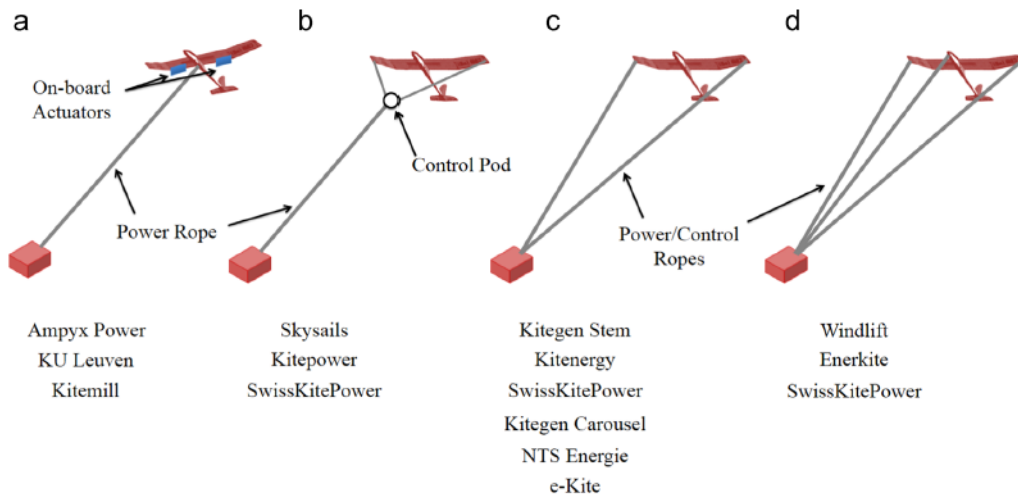 a
b
c
d
On-board
Actuators
Control Pod
Power Rope
Power/Control
Ropes
Ampyx Power
KU Leuven
Kitemill
Skysails
Kitepower
SwissKitePower
Kitegen Stem
Kitenergy
SwissKitePower
Kitegen Carousel
NTS Energie
e-Kite
Windlift
Enerkite
SwissKitePower